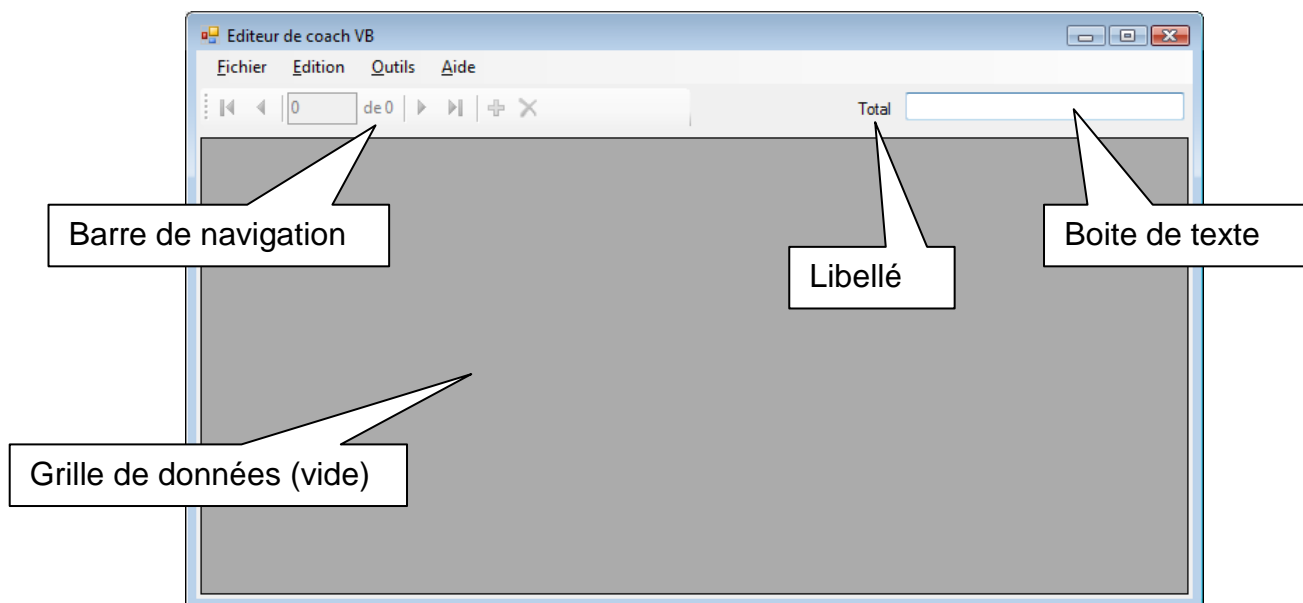 Editeur de coach VB
Fichier Edition Outils Aide
0 de 0 Total
Barre de navigation
Boite de texte
Libellé
Grille de données (vide)